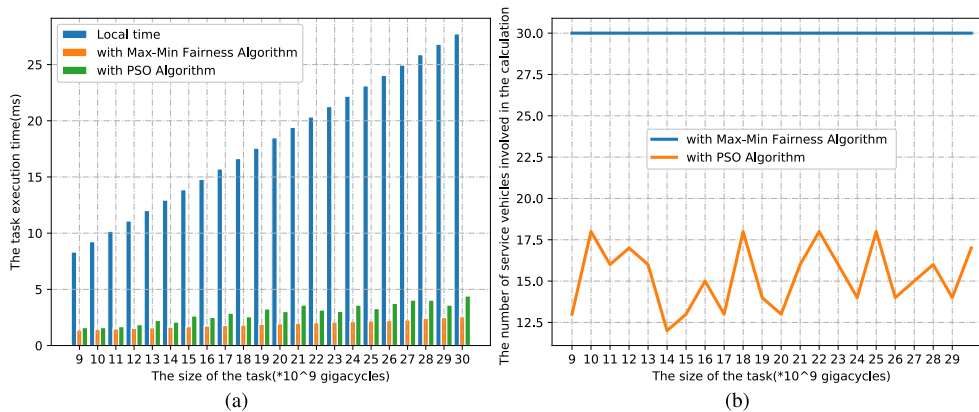 Local time
with Max-Min Fairness Algorithm
with PSO Algorithm
The task execution time(ms)
25
20
15
10
5
0
9 10 11 12 13 14 15 16 17 18 19 20 21 22 23 24 25 26 27 28 29 30
The size of the task(*10^9 gigacycles)
(a)
The number of service vehicles involved in the calculation
30.0
27.5
25.0
22.5
20.0
17.5
15.0
12.5
with Max-Min Fairness Algorithm
with PSO Algorithm
9 10 11 12 13 14 15 16 17 18 19 20 21 22 23 24 25 26 27 28 29
The size of the task(*10^9 gigacycles)
(b)